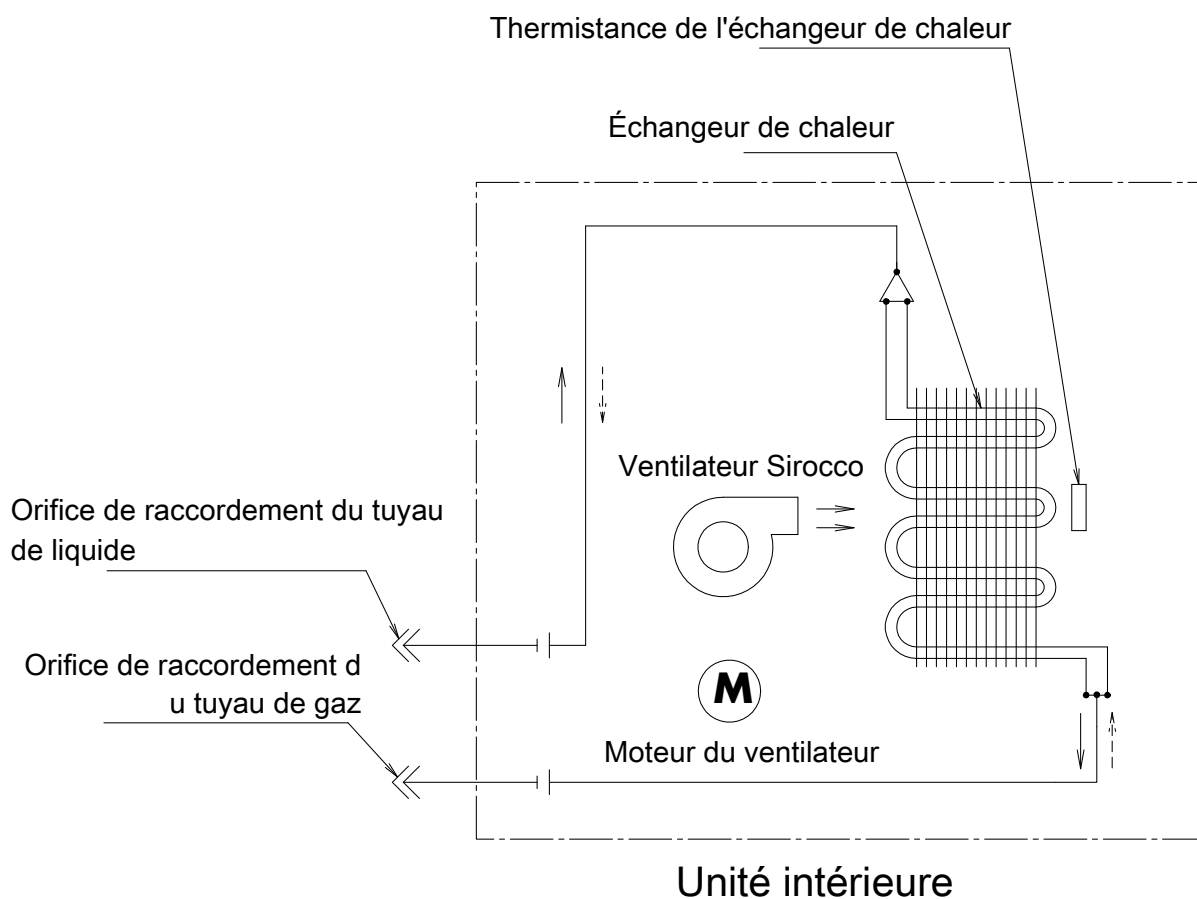 Thermistance de l'échangeur de chaleur
Échangeur de chaleur
Ventilateur Sirocco
Orifice de raccordement du tuyau
de liquide
Orifice de raccordement d
u tuyau de gaz
M
Moteur du ventilateur
Unité intérieure